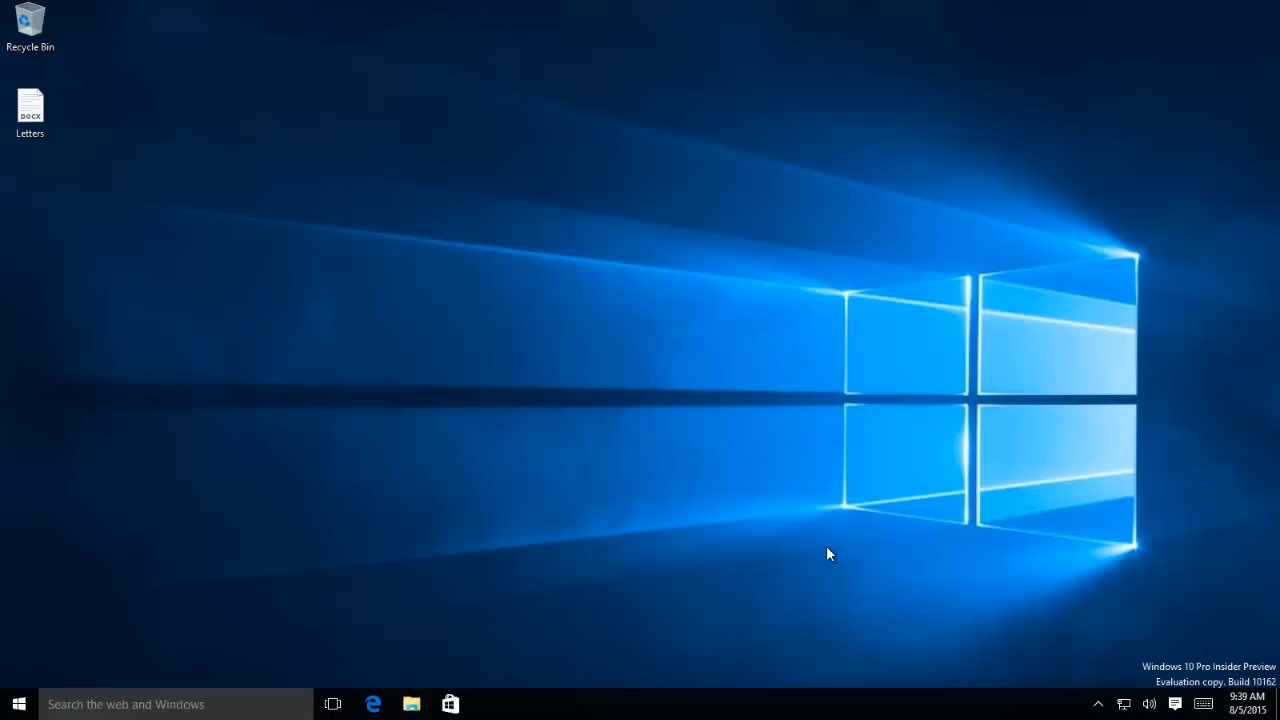 Recycle Bin
DOCX
Letters
Windows 10 Pro Insider Preview
Evaluation copy. Build 10162
Search the web and Windows
9:39 AM
8/5/2015